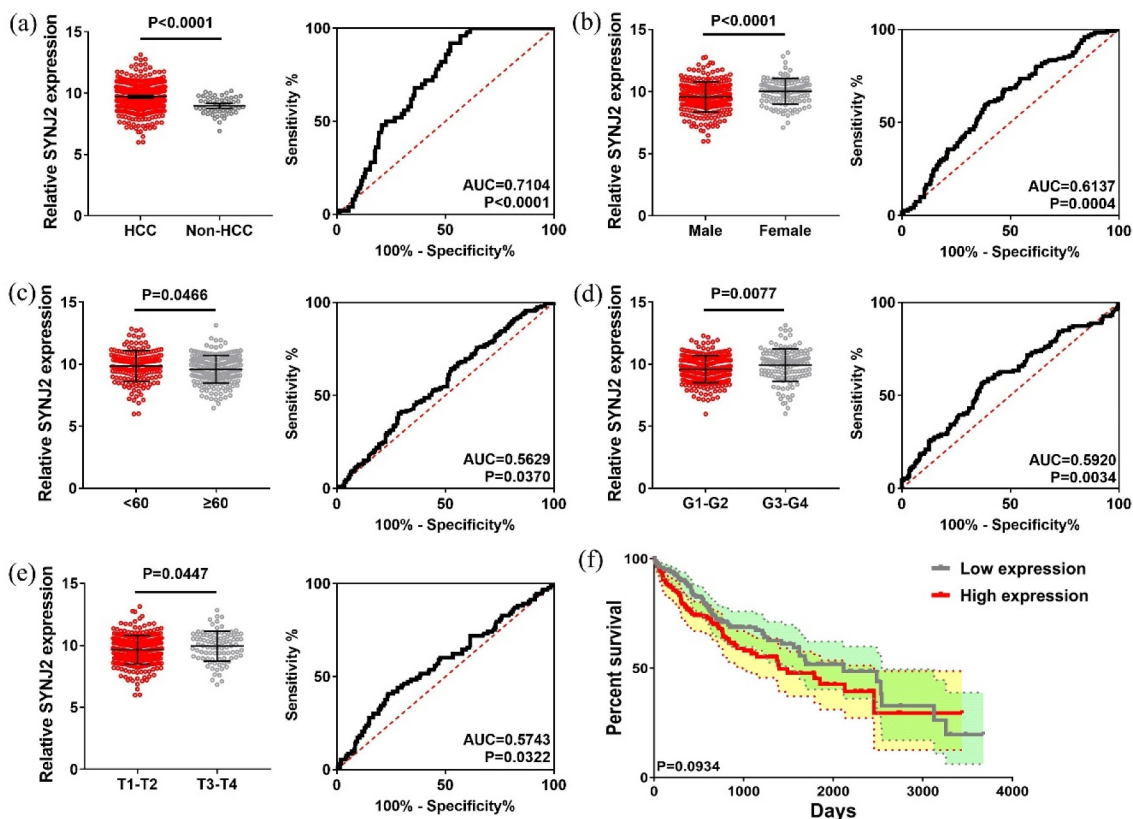 (a)
Relative SYNJ2 expression
15
10
5
0
P<0.0001
HCC
Non-HCC
Sensitivity %
100
50
0
AUC=0.7104
P<0.0001
0
50
100
100% - Specificity%
(b)
Relative SYNJ2 expression
15
10
5
0
P<0.0001
Male
Female
Sensitivity %
100
50
0
AUC=0.6137
P=0.0004
0
50
100
100% - Specificity%
(c)
Relative SYNJ2 expression
15
10
5
0
P=0.0466
<60
≥60
Sensitivity %
100
50
0
AUC=0.5629
P=0.0370
0
50
100
100% - Specificity%
(d)
Relative SYNJ2 expression
15
10
5
0
P=0.0077
G1-G2
G3-G4
Sensitivity %
100
50
0
AUC=0.5920
P=0.0034
0
50
100
100% - Specificity%
(e)
Relative SYNJ2 expression
15
10
5
0
P=0.0447
T1-T2
T3-T4
Sensitivity %
100
50
0
AUC=0.5743
P=0.0322
0
50
100
100% - Specificity%
(f)
Percent survival
100
50
0
Low expression
High expression
P=0.0934
0
1000
2000
3000
4000
Days